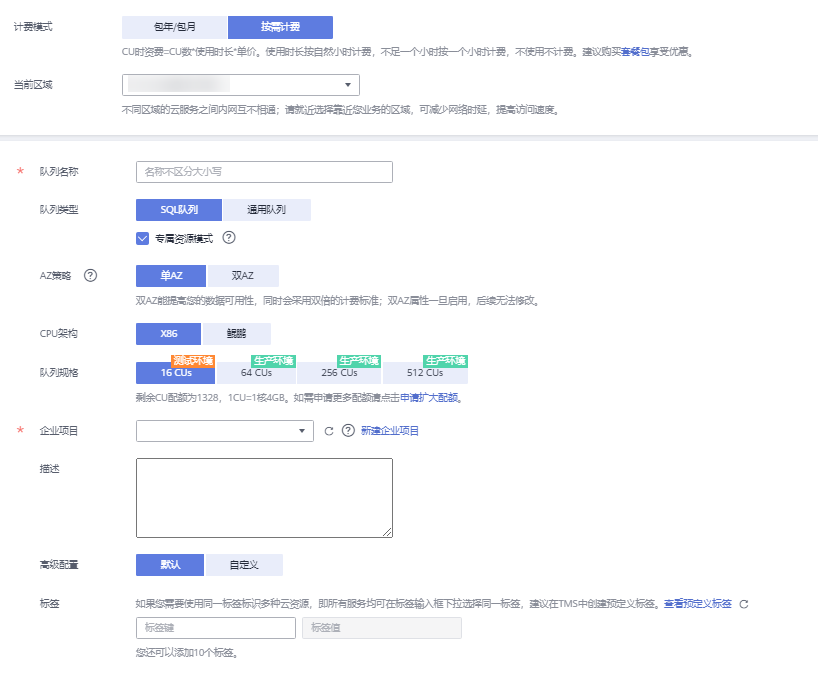 计费模式 包年/包月 按需计费
CU时资费=CU数*使用时长*单价。使用时长按自然小时计费，不足一个小时按一个小时计费，不使用不计费。建议购买套餐包享受优惠。
当前区域
不同区域的云服务之间内网互不相通；请就近选择靠近您业务的区域，可减少网络时延，提高访问速度。
* 队列名称 名称不区分大小写
队列类型 SQL队列 通用队列
专属资源模式 ?
AZ策略 ? 单AZ 双AZ
双AZ能提高您的数据可用性，同时会采用双倍的计费标准；双AZ属性一旦启用，后续无法修改。
CPU架构 X86 鲲鹏
测试环境 生产环境 生产环境 生产环境
队列规格 16 CUs 64 CUs 256 CUs 512 CUs
剩余CU配额为1328，1CU=1核4GB。如需申请更多配额请点击申请扩大配额。
* 企业项目 ? 新建企业项目
描述
高级配置 默认 自定义
标签 如果您需要使用同一标签标识多种云资源，即所有服务均可在标签输入框下拉选择同一标签，建议在TMS中创建预定义标签。查看预定义标签
标签键 标签值
您还可以添加10个标签。